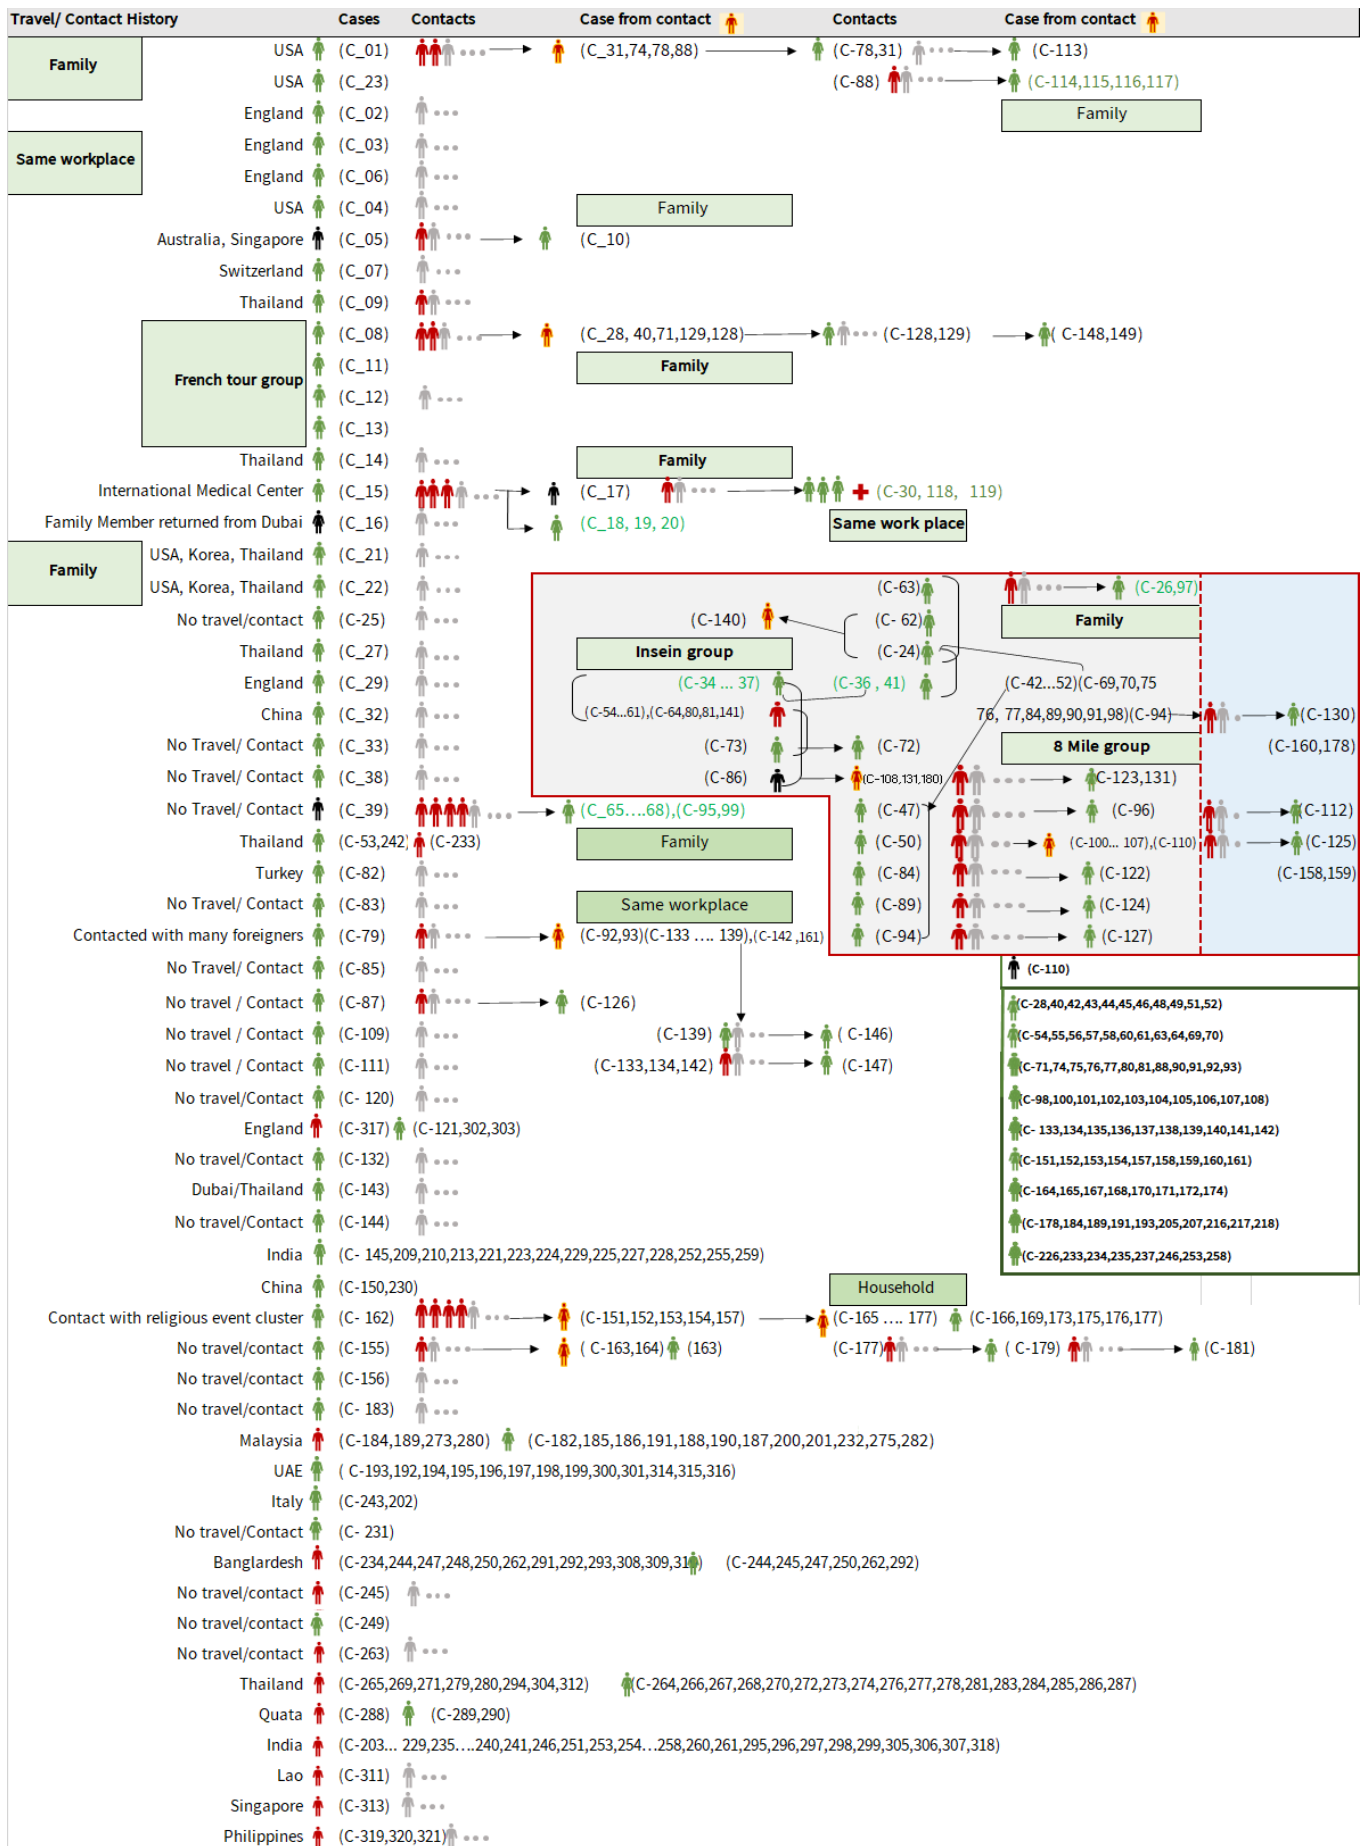 Travel/ Contact History Cases Contacts Case from contact Contacts Case from contact
Family
USA (C_01) (C_31,74,78,88) (C-78,31) (C-113)
USA (C_23) (C-88) (C-114,115,116,117)
England (C_02) Family
Same workplace
England (C_03)
England (C_06)
USA (C_04) Family
Australia, Singapore (C_05) (C_10)
Switzerland (C_07)
Thailand (C_09)
French tour group
(C_08) (C_28, 40,71,129,128) (C-128,129) ( C-148,149)
(C_11) Family
(C_12)
(C_13)
Thailand (C_14) Family
International Medical Center (C_15) (C_17) (C-30, 118, 119)
Family Member returned from Dubai (C_16) (C_18, 19, 20) Same work place
Family
USA, Korea, Thailand (C_21)
USA, Korea, Thailand (C_22) (C-63) (C-26,97)
No travel/contact (C-25) (C-140) (C- 62) Family
Thailand (C_27) Insein group (C-24)
England (C_29) (C-34 ... 37) (C-36 , 41) (C-42...52)(C-69,70,75
China (C_32) (C-54...61),(C-64,80,81,141) 76, 77,84,89,90,91,98)(C-94) (C-130)
No Travel/ Contact (C_33) (C-73) (C-72) 8 Mile group (C-160,178)
No Travel/ Contact (C_38) (C-86) (C-108,131,180) (C-123,131)
No Travel/ Contact (C_39) (C_65....68),(C-95,99) (C-47) (C-96) (C-112)
Thailand (C-53,242) (C-233) Family (C-50) (C-100... 107),(C-110) (C-125)
Turkey (C-82) (C-84) (C-122) (C-158,159)
No Travel/ Contact (C-83) Same workplace (C-89) (C-124)
Contacted with many foreigners (C-79) (C-92,93)(C-133 .... 139),(C-142 ,161) (C-94) (C-127)
No Travel/ Contact (C-85) (C-110)
No travel / Contact (C-87) (C-126) (C-28,40,42,43,44,45,46,48,49,51,52)
No travel / Contact (C-109) (C-139) ( C-146) (C-54,55,56,57,58,60,61,63,64,69,70)
No travel / Contact (C-111) (C-133,134,142) (C-147) (C-71,74,75,76,77,80,81,88,90,91,92,93)
No travel/Contact (C- 120) (C-98,100,101,102,103,104,105,106,107,108)
England (C-317) (C-121,302,303) (C- 133,134,135,136,137,138,139,140,141,142)
No travel/Contact (C-132) (C-151,152,153,154,157,158,159,160,161)
Dubai/Thailand (C-143) (C-164,165,167,168,170,171,172,174)
No travel/Contact (C-144) (C-178,184,189,191,193,205,207,216,217,218)
India (C- 145,209,210,213,221,223,224,229,225,227,228,252,255,259) (C-226,233,234,235,237,246,253,258)
China (C-150,230) Household
Contact with religious event cluster (C- 162) (C-151,152,153,154,157) (C-165 .... 177) (C-166,169,173,175,176,177)
No travel/contact (C-155) ( C-163,164) (163) (C-177) ( C-179) (C-181)
No travel/contact (C-156)
No travel/contact (C- 183)
Malaysia (C-184,189,273,280) (C-182,185,186,191,188,190,187,200,201,232,275,282)
UAE ( C-193,192,194,195,196,197,198,199,300,301,314,315,316)
Italy (C-243,202)
No travel/Contact (C- 231)
Banglardesh (C-234,244,247,248,250,262,291,292,293,308,309,31 ) (C-244,245,247,250,262,292)
No travel/contact (C-245)
No travel/contact (C-249)
No travel/contact (C-263)
Thailand (C-265,269,271,279,280,294,304,312) (C-264,266,267,268,270,272,273,274,276,277,278,281,283,284,285,286,287)
Quata (C-288) (C-289,290)
India (C-203... 229,235....240,241,246,251,253,254...258,260,261,295,296,297,298,299,305,306,307,318)
Lao (C-311)
Singapore (C-313)
Philippines (C-319,320,321)